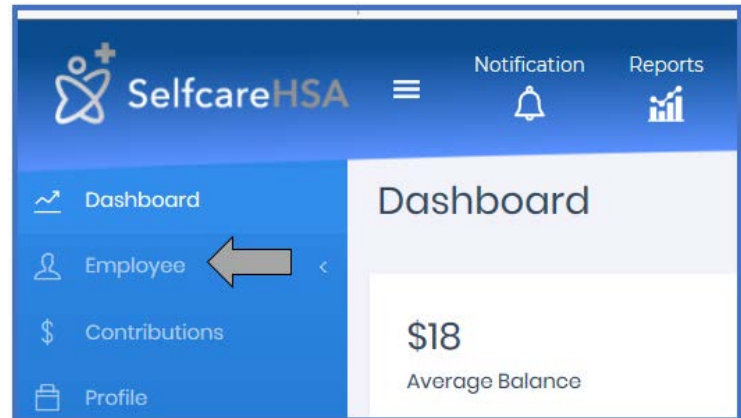 SelfcareHSA
Notification
Reports
Dashboard
Employee
Contributions
Profile
Dashboard
$18
Average Balance